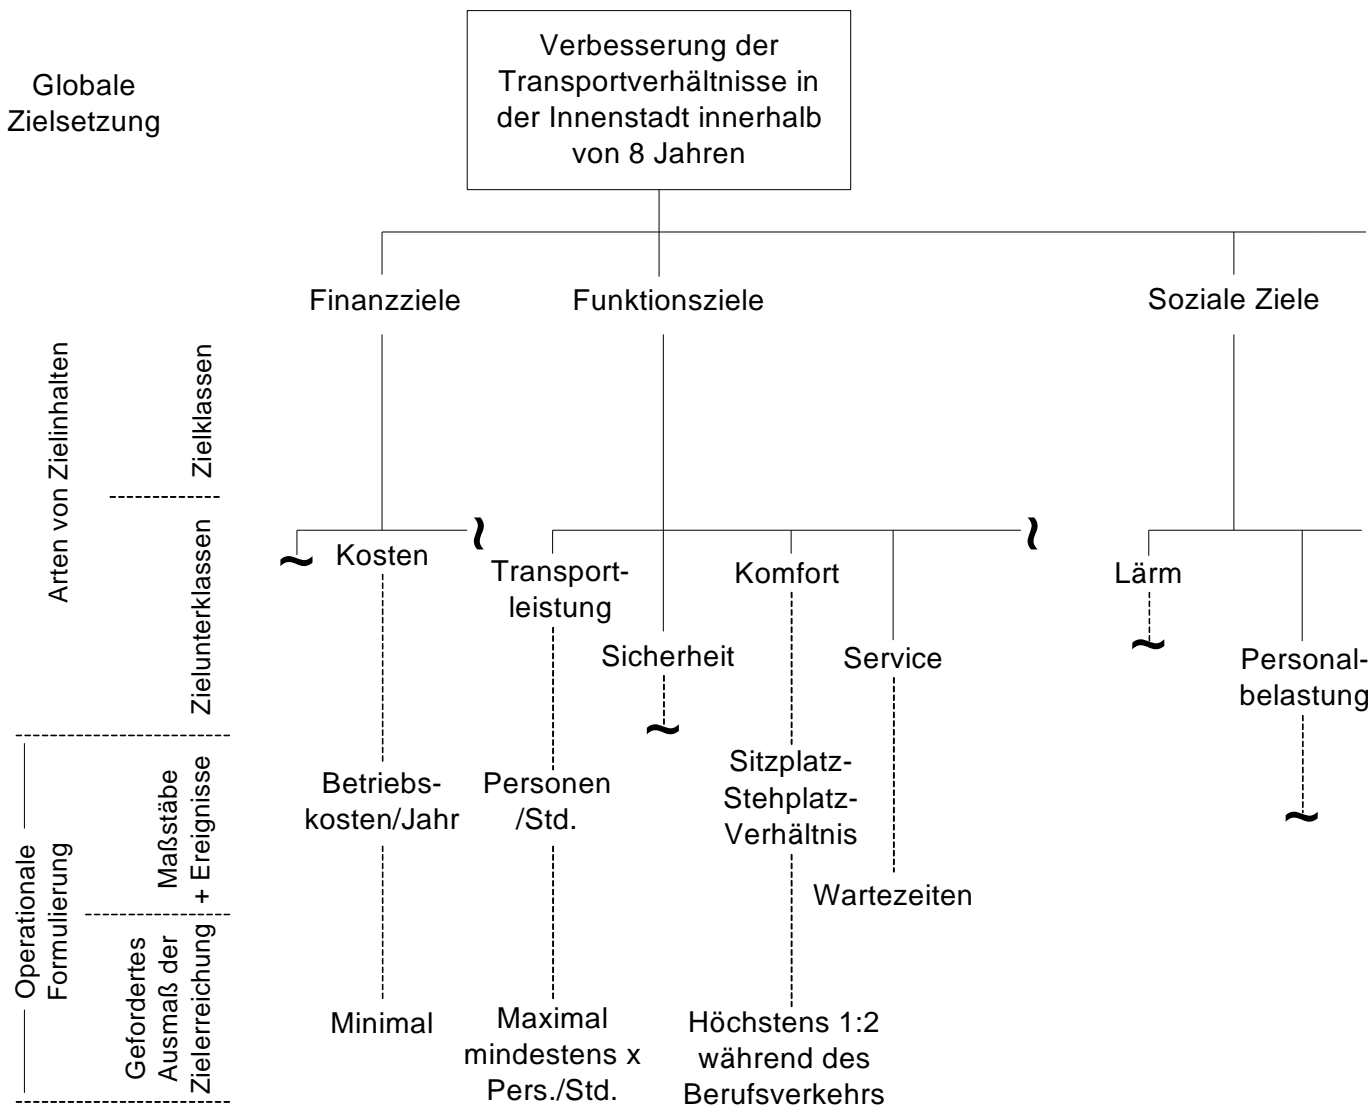 Globale
Zielsetzung
Verbesserung der
Transportverhältnisse in
der Innenstadt innerhalb
von 8 Jahren
Finanzziele
Funktionsziele
Soziale Ziele
Arten von Zielinhalten
Zielklassen
Zielunterklassen
Kosten
Transport-
leistung
Sicherheit
Komfort
Service
Lärm
Personal-
belastung
Operationale
Formulierung
Maßstäbe
+ Ereignisse
Betriebs-
kosten/Jahr
Personen
/Std.
Sitzplatz-
Stehplatz-
Verhältnis
Wartezeiten
Gefordertes
Ausmaß der
Zielerreichung
Minimal
Maximal
mindestens x
Pers./Std.
Höchstens 1:2
während des
Berufsverkehrs